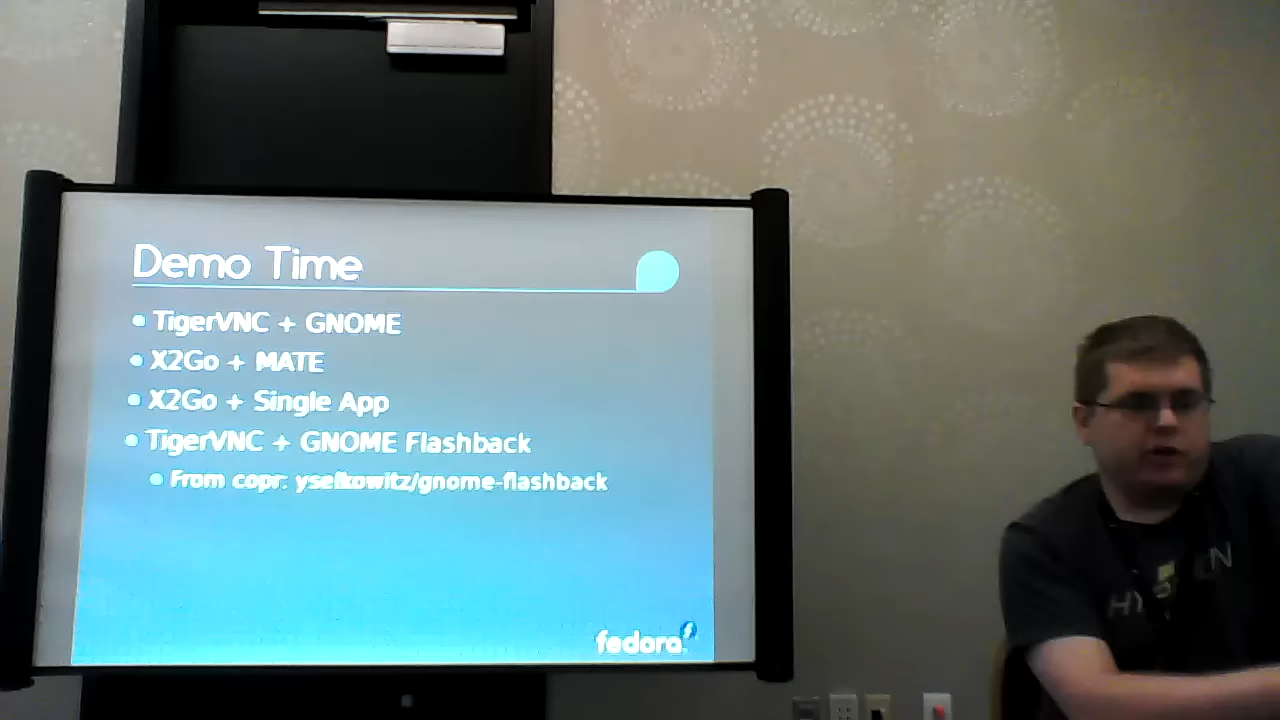 Demo Time
TigerVNC + GNOME
X2Go + MATE
X2Go + Single App
TigerVNC + GNOME Flashback
From copr: yselkowitz/gnome-flashback
fedora